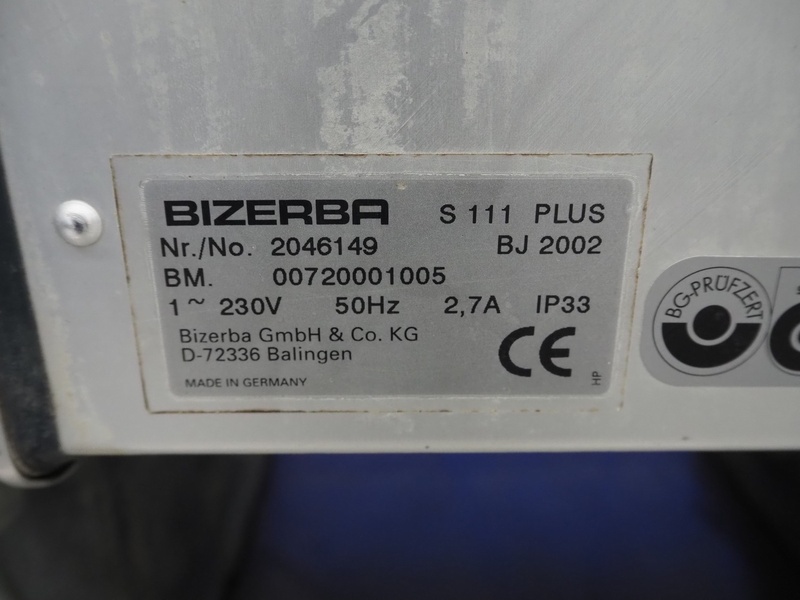 BIZERBA S 111 PLUS
Nr./No. 2046149 BJ 2002
BM. 00720001005
1~ 230V 50Hz 2,7A IP33
Bizerba GmbH & Co. KG
D-72336 Balingen
CE
MADE IN GERMANY
HP
BG-PRÜFZERT